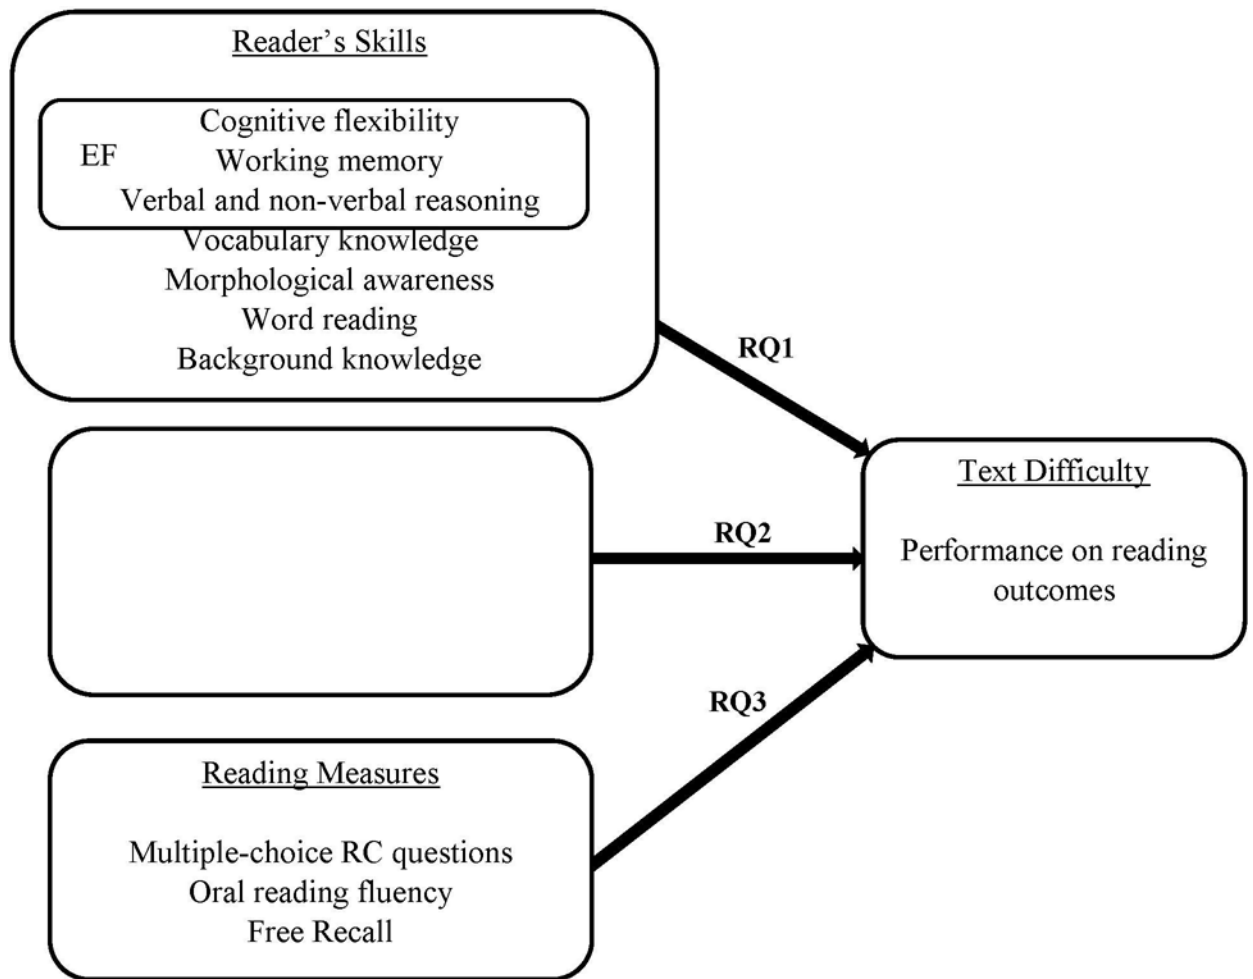 Reader’s Skills
Cognitive flexibility
EF
Working memory
Verbal and non-verbal reasoning
Vocabulary knowledge
Morphological awareness
Word reading
Background knowledge
RQ1
Text Difficulty
Performance on reading
outcomes
RQ2
RQ3
Reading Measures
Multiple-choice RC questions
Oral reading fluency
Free Recall